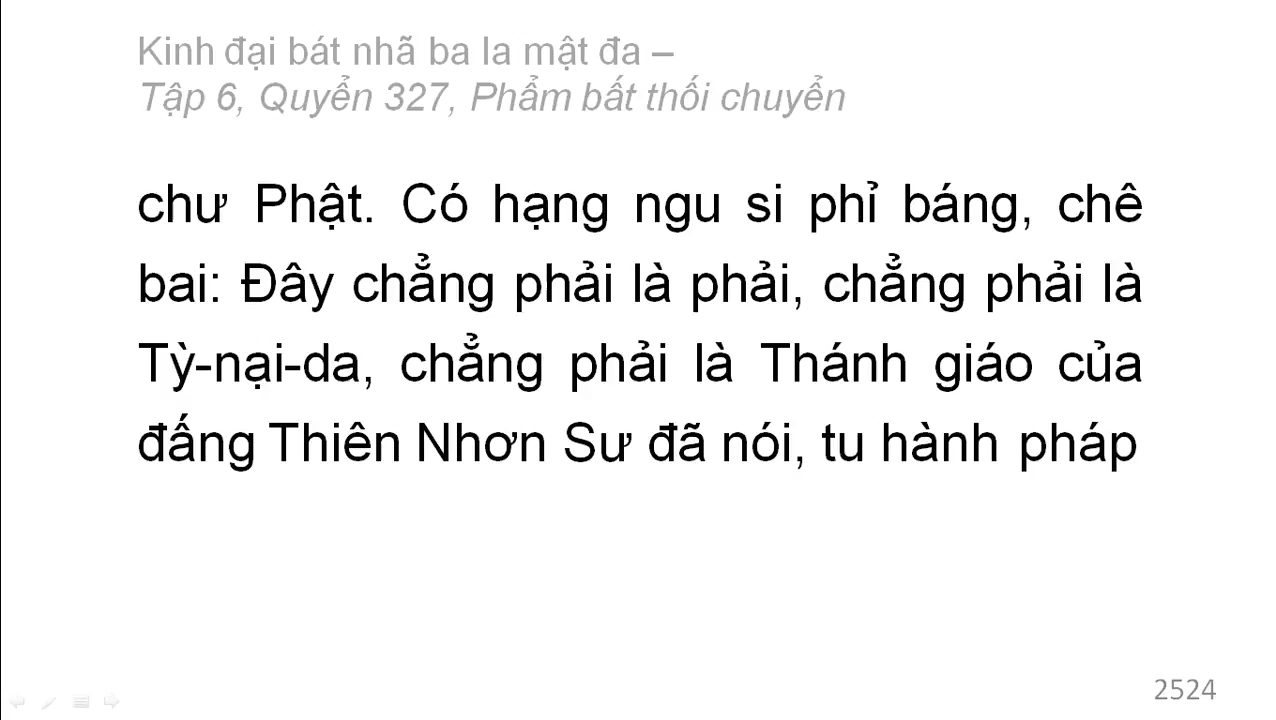 Kinh đại bát nhã ba la mật đa –
Tập 6, Quyển 327, Phẩm bất thối chuyển
chư Phật. Có hạng ngu si phỉ báng, chê
bai: Đây chẳng phải là phải, chẳng phải là
Tỳ-nại-da, chẳng phải là Thánh giáo của
đấng Thiên Nhơn Sư đã nói, tu hành pháp
2524